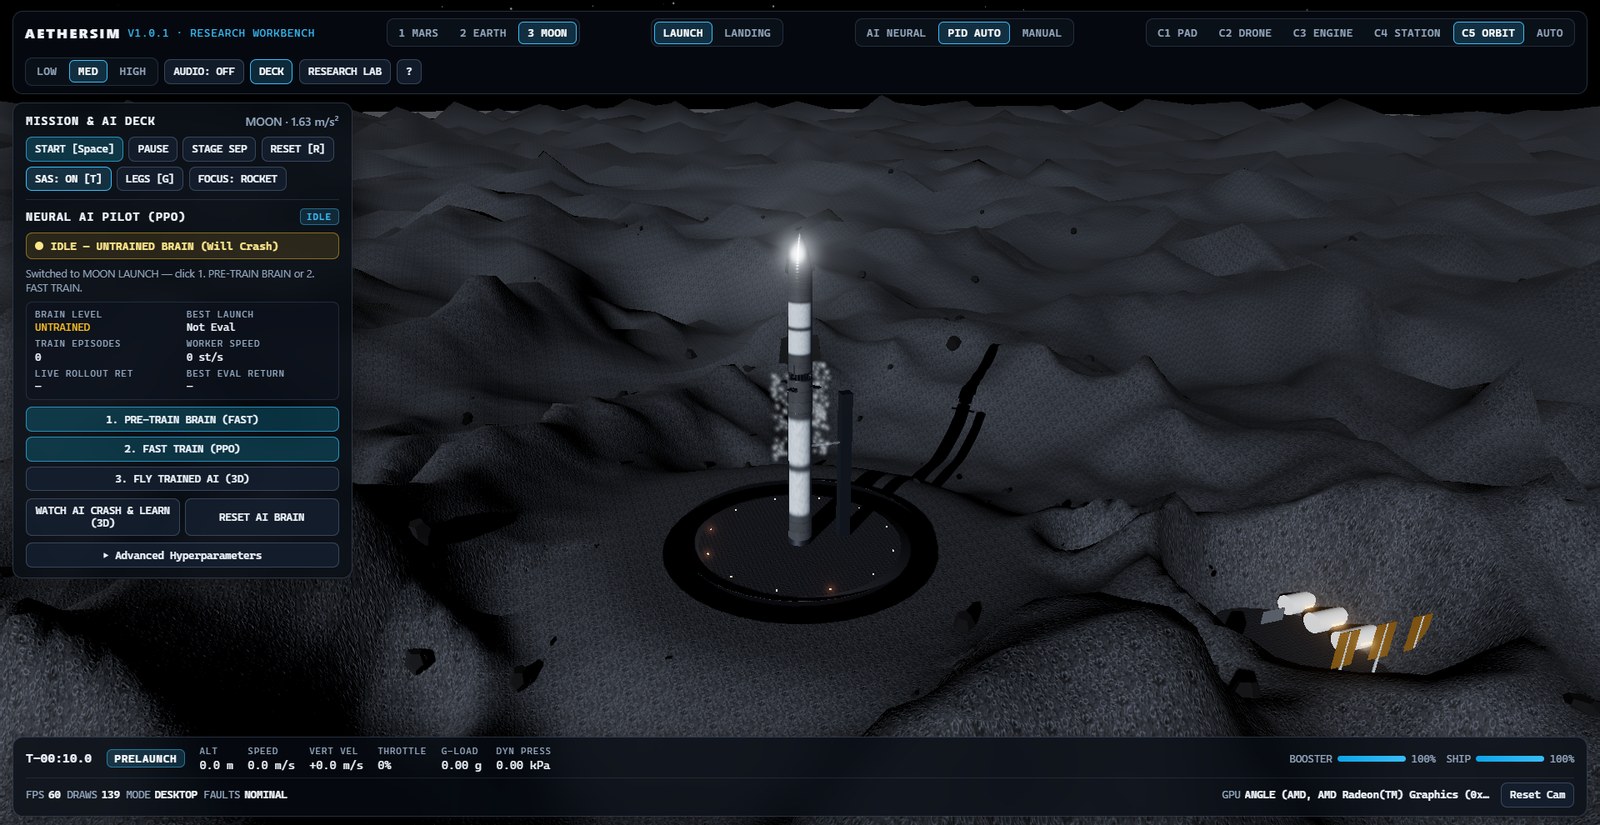 AETHERSIM V1.0.1 · RESEARCH WORKBENCH
1 MARS 2 EARTH 3 MOON
LAUNCH LANDING
AI NEURAL PID AUTO MANUAL
C1 PAD C2 DRONE C3 ENGINE C4 STATION C5 ORBIT AUTO
LOW MED HIGH AUDIO: OFF DECK RESEARCH LAB ?
MISSION & AI DECK MOON · 1.63 m/s²
START [Space] PAUSE STAGE SEP RESET [R]
SAS: ON [T] LEGS [G] FOCUS: ROCKET
NEURAL AI PILOT (PPO) IDLE
IDLE — UNTRAINED BRAIN (Will Crash)
Switched to MOON LAUNCH — click 1. PRE-TRAIN BRAIN or 2.
FAST TRAIN.
BRAIN LEVEL BEST LAUNCH
UNTRAINED Not Eval
TRAIN EPISODES WORKER SPEED
0 0 st/s
LIVE ROLLOUT RET BEST EVAL RETURN
— —
1. PRE-TRAIN BRAIN (FAST)
2. FAST TRAIN (PPO)
3. FLY TRAINED AI (3D)
WATCH AI CRASH & LEARN
(3D)
RESET AI BRAIN
▸ Advanced Hyperparameters
T-00:10.0 PRELAUNCH
ALT SPEED VERT VEL THROTTLE G-LOAD DYN PRESS
0.0 m 0.0 m/s +0.0 m/s 0% 0.00 g 0.00 kPa
BOOSTER 100% SHIP 100%
FPS 60 DRAWS 139 MODE DESKTOP FAULTS NOMINAL
GPU ANGLE (AMD, AMD Radeon(TM) Graphics (0x… Reset Cam